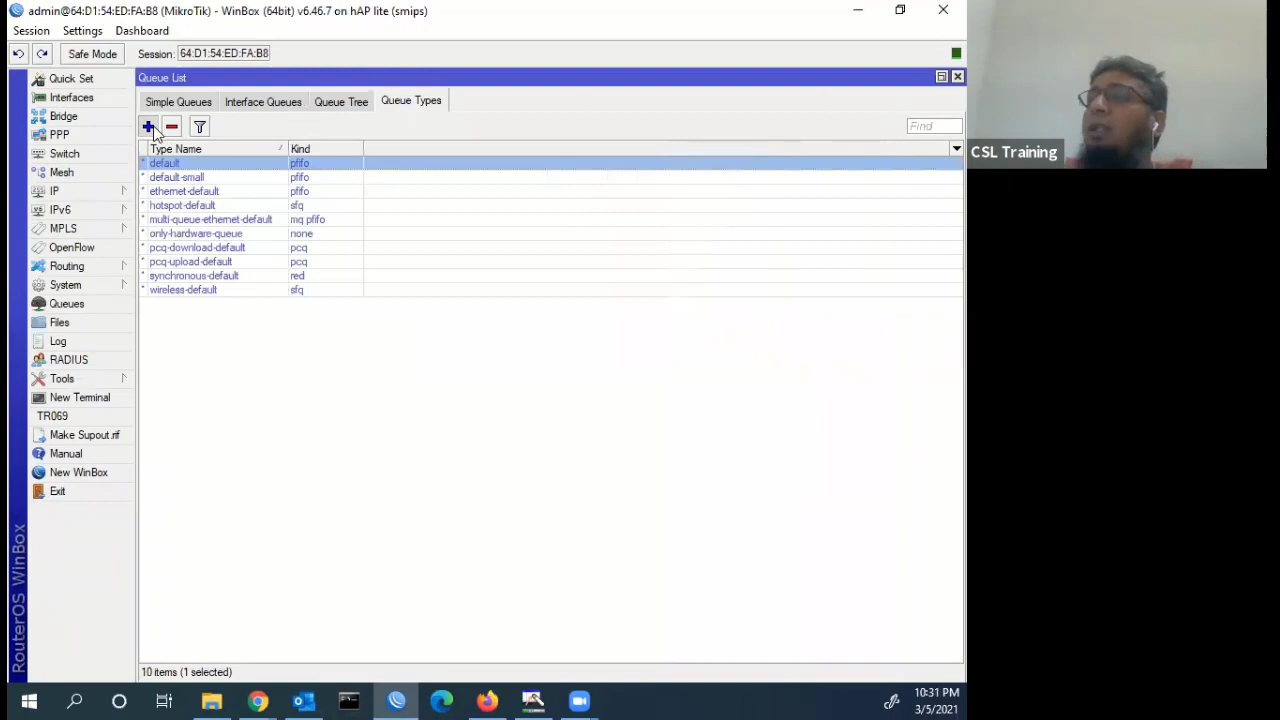 admin@64:D1:54:ED:FA:B8 (MikroTik) - WinBox (64bit) v6.46.7 on hAP lite (smips)
Session Settings Dashboard
Safe Mode Session: 64:D1:54:ED:FA:B8
Queue List
Simple Queues Interface Queues Queue Tree Queue Types
Find
Type Name Kind
* default pfifo
* default-small pfifo
* ethernet-default pfifo
* hotspot-default sfq
* multi-queue-ethernet-default mq pfifo
* only-hardware-queue none
* pcq-download-default pcq
* pcq-upload-default pcq
* synchronous-default red
* wireless-default sfq
10 items (1 selected)
Quick Set
Interfaces
Bridge
PPP
Switch
Mesh
IP
IPv6
MPLS
OpenFlow
Routing
System
Queues
Files
Log
RADIUS
Tools
New Terminal
TR069
Make Supout.rif
Manual
New WinBox
Exit
RouterOS WinBox
CSL Training
10:31 PM
3/5/2021